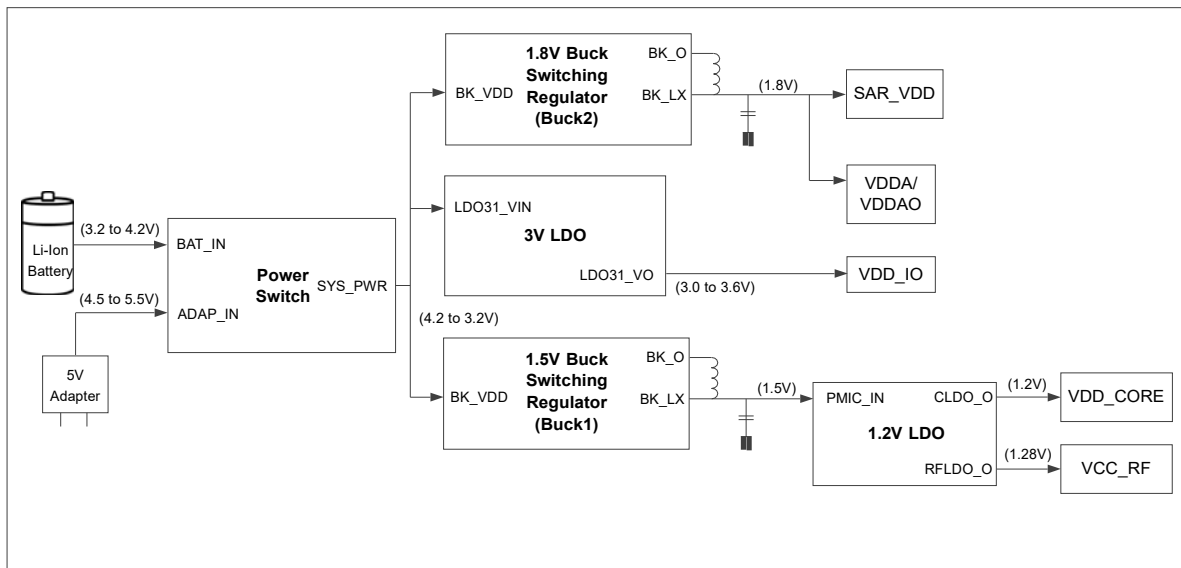 1.8V Buck
Switching
Regulator
(Buck2)
BK_VDD
BK_O
BK_LX
(1.8V)
SAR_VDD
VDDA/
VDDAO
LDO31_VIN
3V LDO
LDO31_VO
(3.0 to 3.6V)
VDD_IO
Li-Ion
Battery
(3.2 to 4.2V)
BAT_IN
Power
Switch
SYS_PWR
(4.5 to 5.5V)
ADAP_IN
5V
Adapter
(4.2 to 3.2V)
1.5V Buck
Switching
Regulator
(Buck1)
BK_VDD
BK_O
BK_LX
(1.5V)
PMIC_IN
CLDO_O
1.2V LDO
RFLDO_O
(1.2V)
VDD_CORE
(1.28V)
VCC_RF